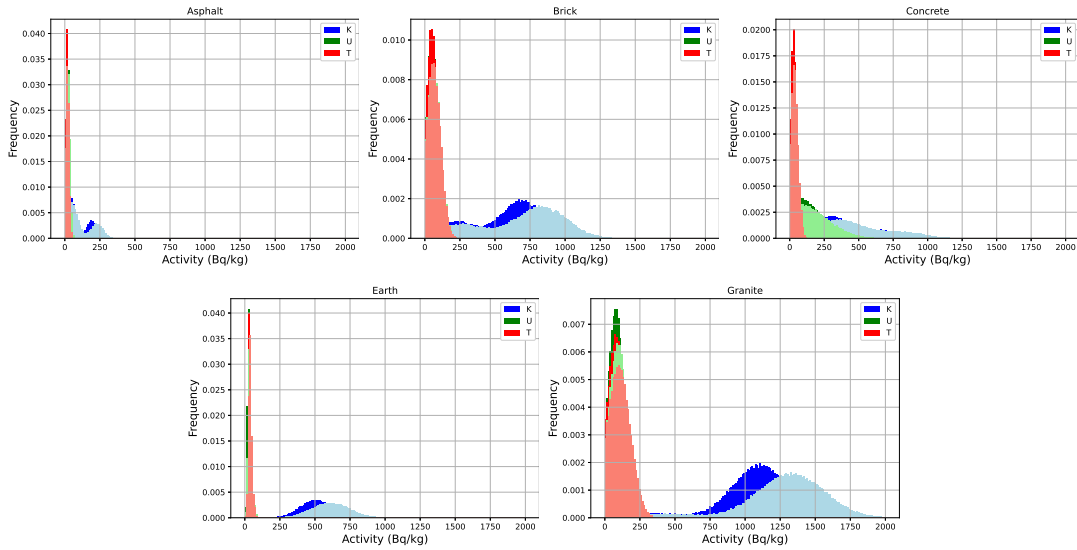 Asphalt
Frequency
0.040
0.035
0.030
0.025
0.020
0.015
0.010
0.005
0.000
K
U
T
0 250 500 750 1000 1250 1500 1750 2000
Activity (Bq/kg)
Brick
Frequency
0.010
0.008
0.006
0.004
0.002
0.000
K
U
T
0 250 500 750 1000 1250 1500 1750 2000
Activity (Bq/kg)
Concrete
Frequency
0.0200
0.0175
0.0150
0.0125
0.0100
0.0075
0.0050
0.0025
0.0000
K
U
T
0 250 500 750 1000 1250 1500 1750 2000
Activity (Bq/kg)
Earth
Frequency
0.040
0.035
0.030
0.025
0.020
0.015
0.010
0.005
0.000
K
U
T
0 250 500 750 1000 1250 1500 1750 2000
Activity (Bq/kg)
Granite
Frequency
0.007
0.006
0.005
0.004
0.003
0.002
0.001
0.000
K
U
T
0 250 500 750 1000 1250 1500 1750 2000
Activity (Bq/kg)